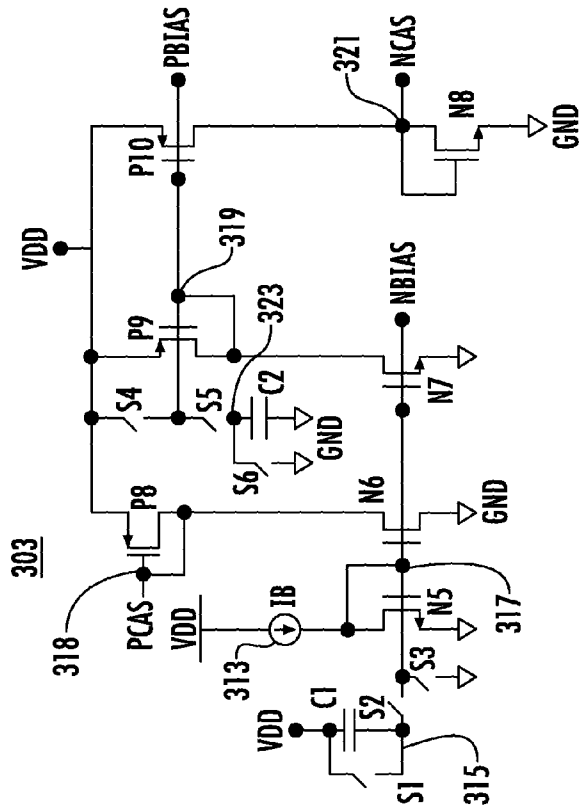 303
VDD
318
P8
PCAS
S4
P9
P10
PBIAS
VDD
319
313
IB
S5
323
S6
C2
GND
321
NCAS
VDD
C1
S1
S2
315
S3
N5
317
N6
GND
N7
NBIAS
N8
GND